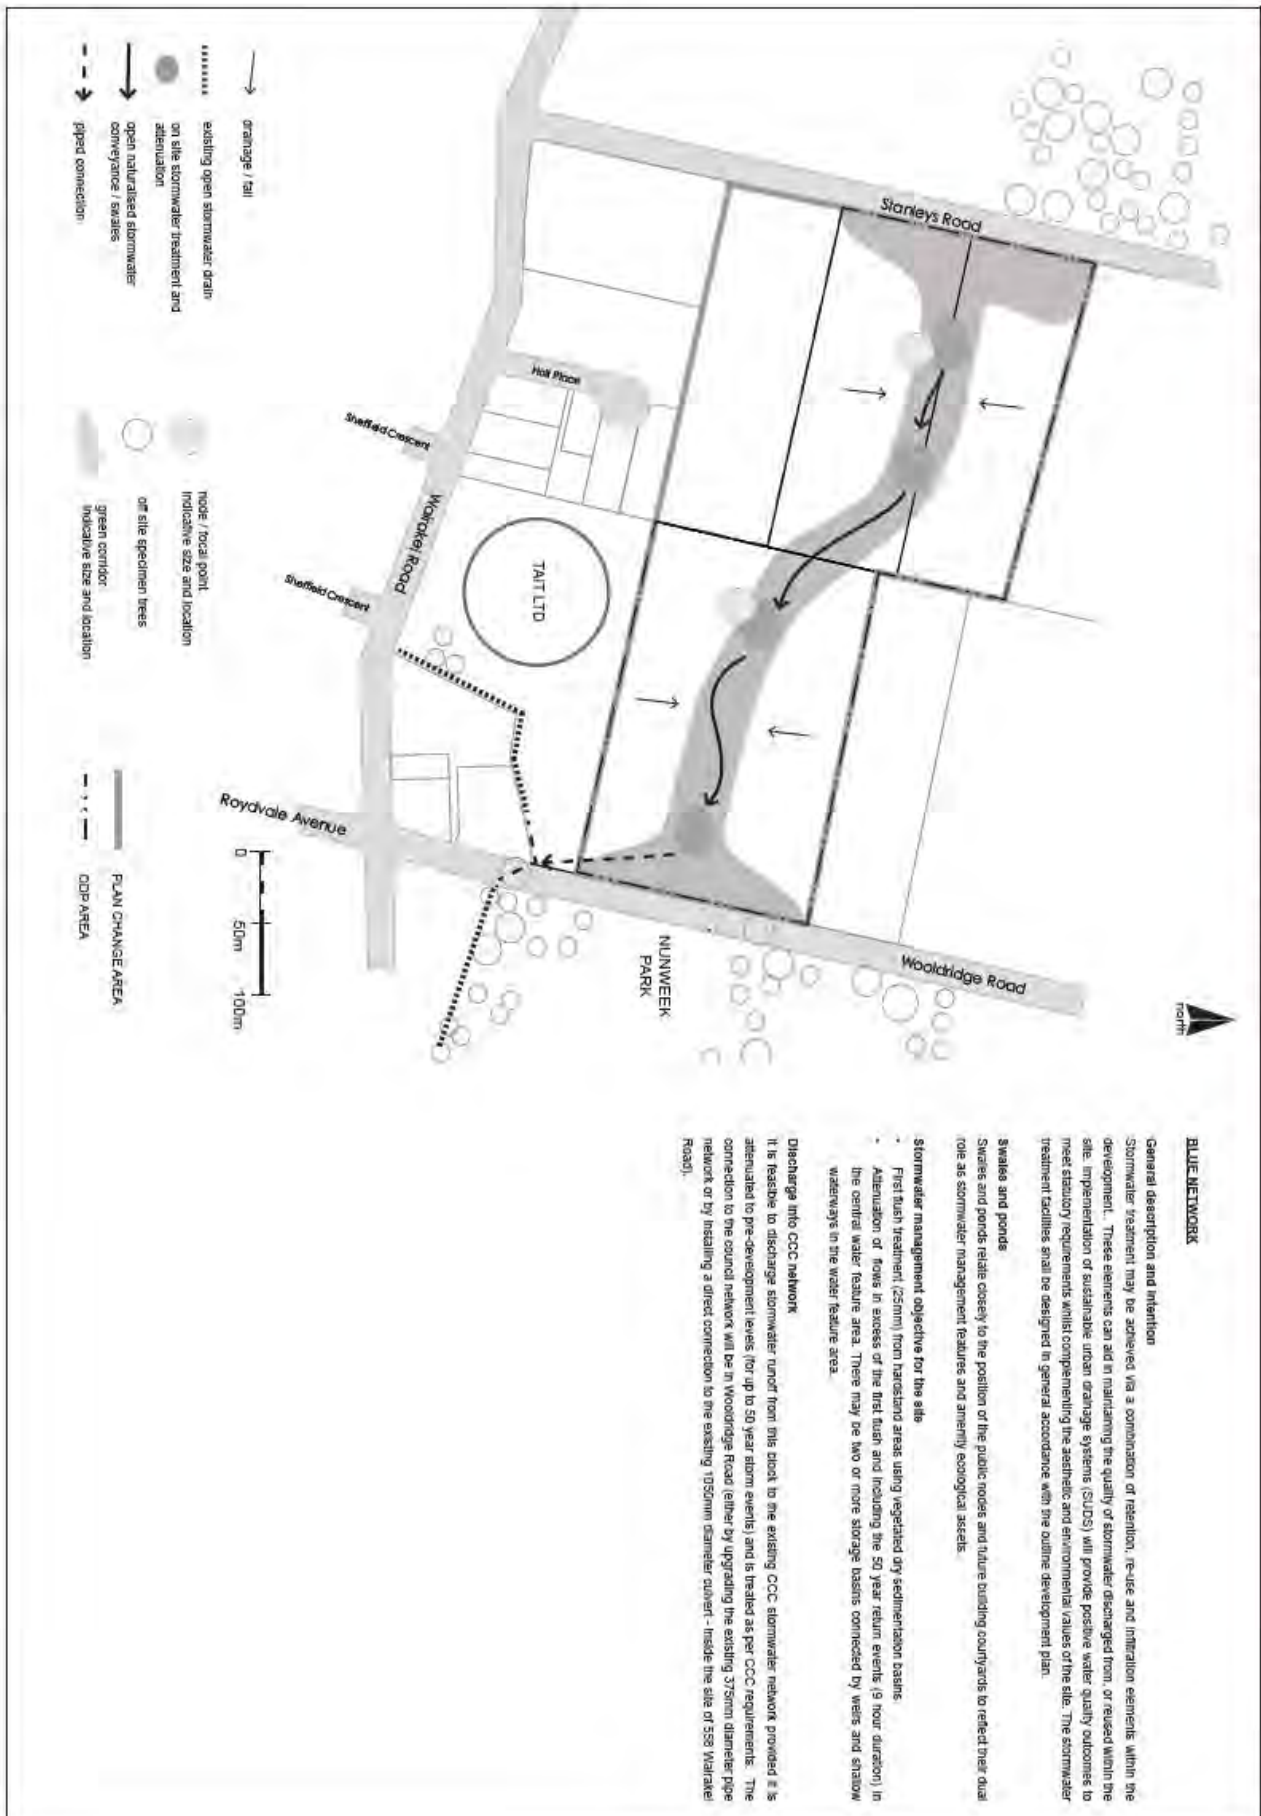 Stanleys Road
Holt Place
Sheffield Crescent
Wairakei Road
Sheffield Crescent
TAIT LTD
Roydvale Avenue
NUNWEEK
PARK
Wooldridge Road
north
0
50m
100m
drainage / fall
existing open stormwater drain
on site stormwater treatment and
attenuation
open naturalised stormwater
conveyance / swales
piped connection
node / focal point
indicative size and location
off site specimen trees
green corridor
indicative size and location
PLAN CHANGE AREA
ODP AREA
BLUE NETWORK
General description and intention
Stormwater treatment may be achieved via a combination of retention, re-use and infiltration elements within the
development.. These elements can aid in maintaining the quality of stormwater discharged from, or reused within the
site. Implementation of sustainable urban drainage systems (SUDS) will provide positive water quality outcomes to
meet statutory requirements whilst complementing the aesthetic and environmental values of the site. The stormwater
treatment facilities shall be designed in general accordance with the outline development plan.
Swales and ponds
Swales and ponds relate closely to the position of the public nodes and future building courtyards to reflect their dual
role as stormwater management features and amenity ecological assets.
Stormwater management objective for the site
- First flush treatment (25mm) from hardstand areas using vegetated dry sedimentation basins
- Attenuation of flows in excess of the first flush and including the 50 year return events (9 hour duration) in
the central water feature area. There may be two or more storage basins connected by weirs and shallow
waterways in the water feature area.
Discharge into CCC network
It is feasible to discharge stormwater runoff from this block to the existing CCC stormwater network provided it is
attenuated to pre-development levels (for up to 50 year storm events) and is treated as per CCC requirements. The
connection to the council network will be in Wooldridge Road (either by upgrading the existing 375mm diameter pipe
network or by installing a direct connection to the existing 1050mm diameter culvert - inside the site of 558 Wairakei
Road).